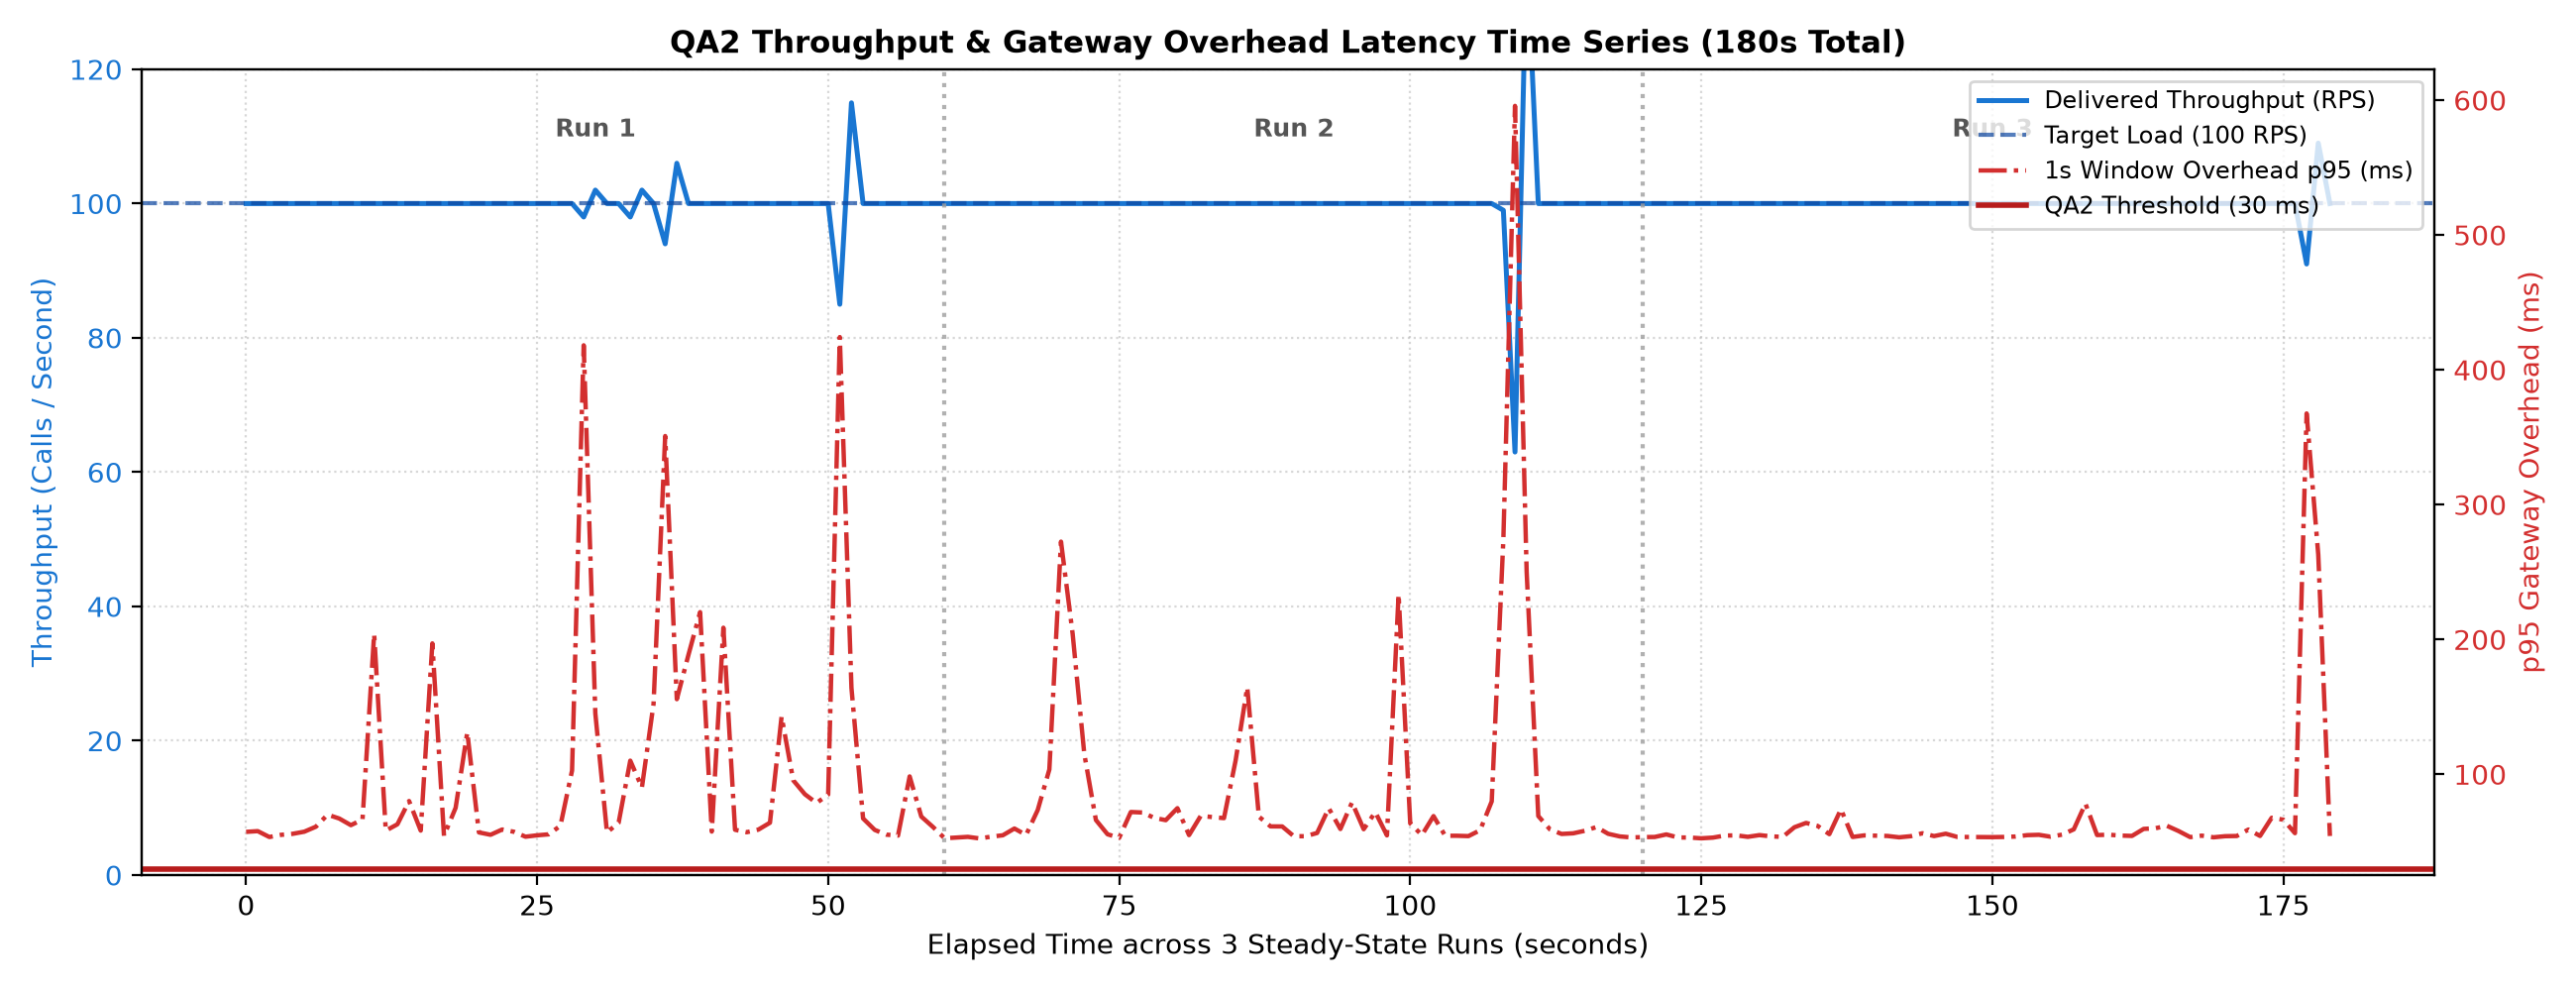 QA2 Throughput & Gateway Overhead Latency Time Series (180s Total)
120
100
80
60
40
20
0
Throughput (Calls / Second)
Run 1
Run 2
Run 3
Delivered Throughput (RPS)
Target Load (100 RPS)
1s Window Overhead p95 (ms)
QA2 Threshold (30 ms)
600
500
400
300
200
100
p95 Gateway Overhead (ms)
0 25 50 75 100 125 150 175
Elapsed Time across 3 Steady-State Runs (seconds)